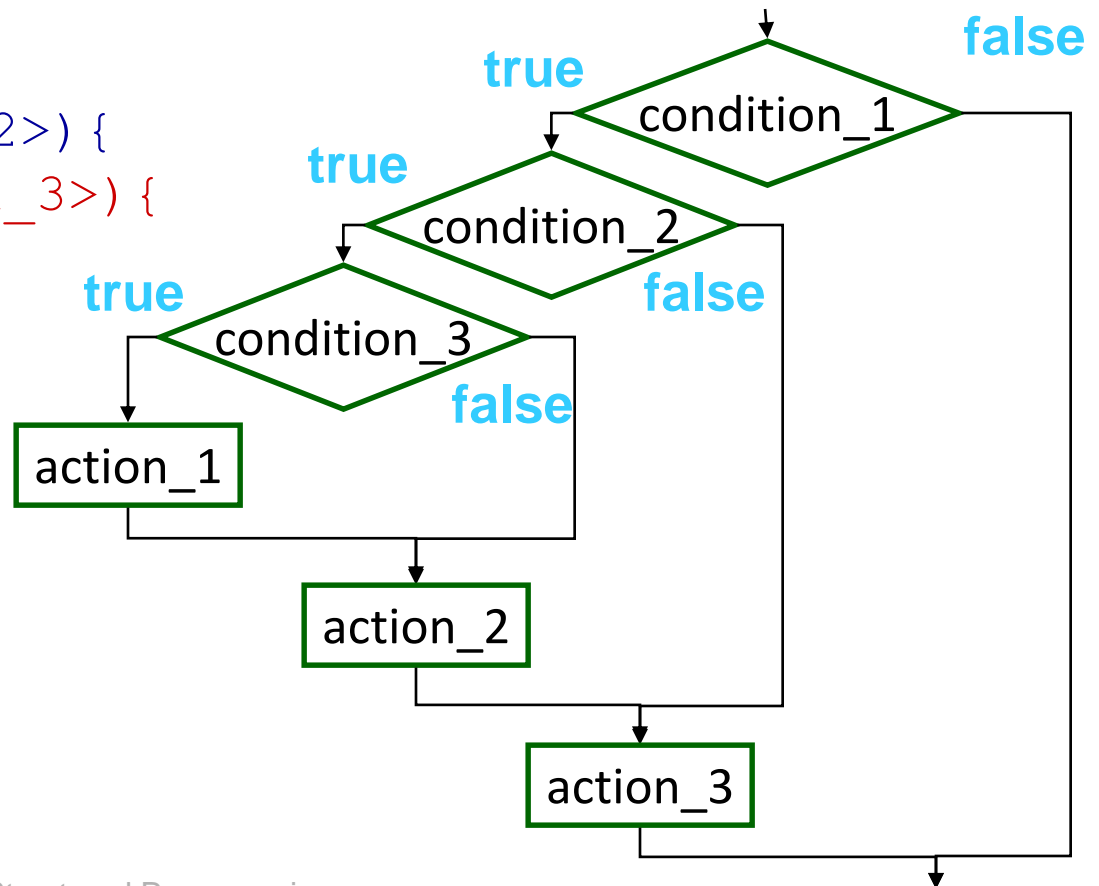 false
true
condition_1
2>) {
true
_3>) {
condition_2
true
false
condition_3
false
action_1
action_2
action_3